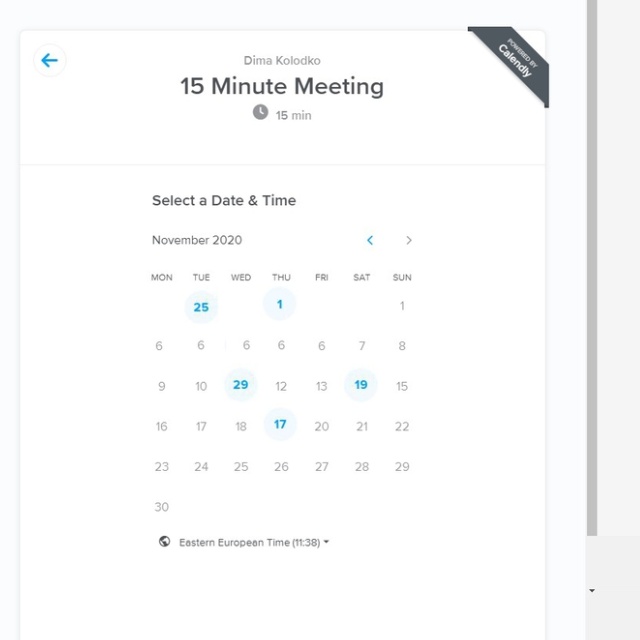 POWERED BY
Calendly
Dima Kolodko
15 Minute Meeting
15 min
Select a Date & Time
November 2020
MON TUE WED THU FRI SAT SUN
25 1 1
6 6 6 6 6 7 8
9 10 29 12 13 19 15
16 17 18 17 20 21 22
23 24 25 26 27 28 29
30
Eastern European Time (11:38)